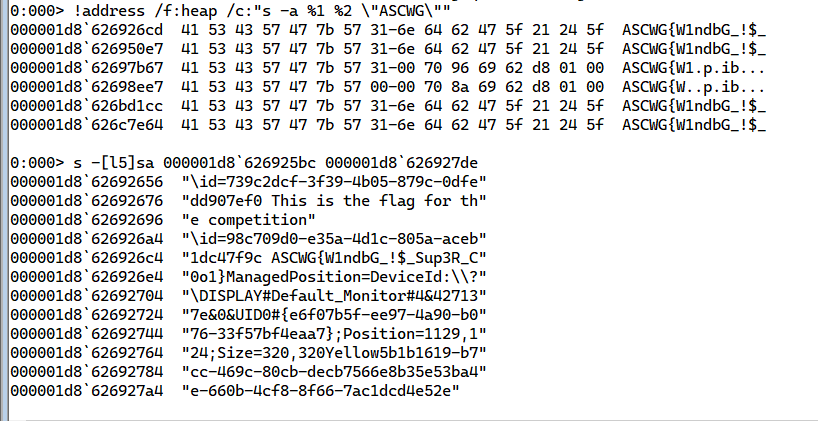 0:000> !address /f:heap /c:"s -a %1 %2 \"ASCWG\""
000001d8`626926cd  41 53 43 57 47 7b 57 31-6e 64 62 47 5f 21 24 5f  ASCWG{W1ndbG_!$_
000001d8`626950e7  41 53 43 57 47 7b 57 31-6e 64 62 47 5f 21 24 5f  ASCWG{W1ndbG_!$_
000001d8`62697b67  41 53 43 57 47 7b 57 31-00 70 96 69 62 d8 01 00  ASCWG{W1.p.ib...
000001d8`62698ee7  41 53 43 57 47 7b 57 00-00 70 8a 69 62 d8 01 00  ASCWG{W..p.ib...
000001d8`626bd1cc  41 53 43 57 47 7b 57 31-6e 64 62 47 5f 21 24 5f  ASCWG{W1ndbG_!$_
000001d8`626c7e64  41 53 43 57 47 7b 57 31-6e 64 62 47 5f 21 24 5f  ASCWG{W1ndbG_!$_
0:000> s -[l5]sa 000001d8`626925bc 000001d8`626927de
000001d8`62692656  "\id=739c2dcf-3f39-4b05-879c-0dfe"
000001d8`62692676  "dd907ef0 This is the flag for th"
000001d8`62692696  "e competition"
000001d8`626926a4  "\id=98c709d0-e35a-4d1c-805a-aceb"
000001d8`626926c4  "1dc47f9c ASCWG{W1ndbG_!$_Sup3R_C"
000001d8`626926e4  "0o1}ManagedPosition=DeviceId:\\?"
000001d8`62692704  "\DISPLAY#Default_Monitor#4&42713"
000001d8`62692724  "7e&0&UID0#{e6f07b5f-ee97-4a90-b0"
000001d8`62692744  "76-33f57bf4eaa7};Position=1129,1"
000001d8`62692764  "24;Size=320,320Yellow5b1b1619-b7"
000001d8`62692784  "cc-469c-80cb-decb7566e8b35e53ba4"
000001d8`626927a4  "e-660b-4cf8-8f66-7ac1dcd4e52e"